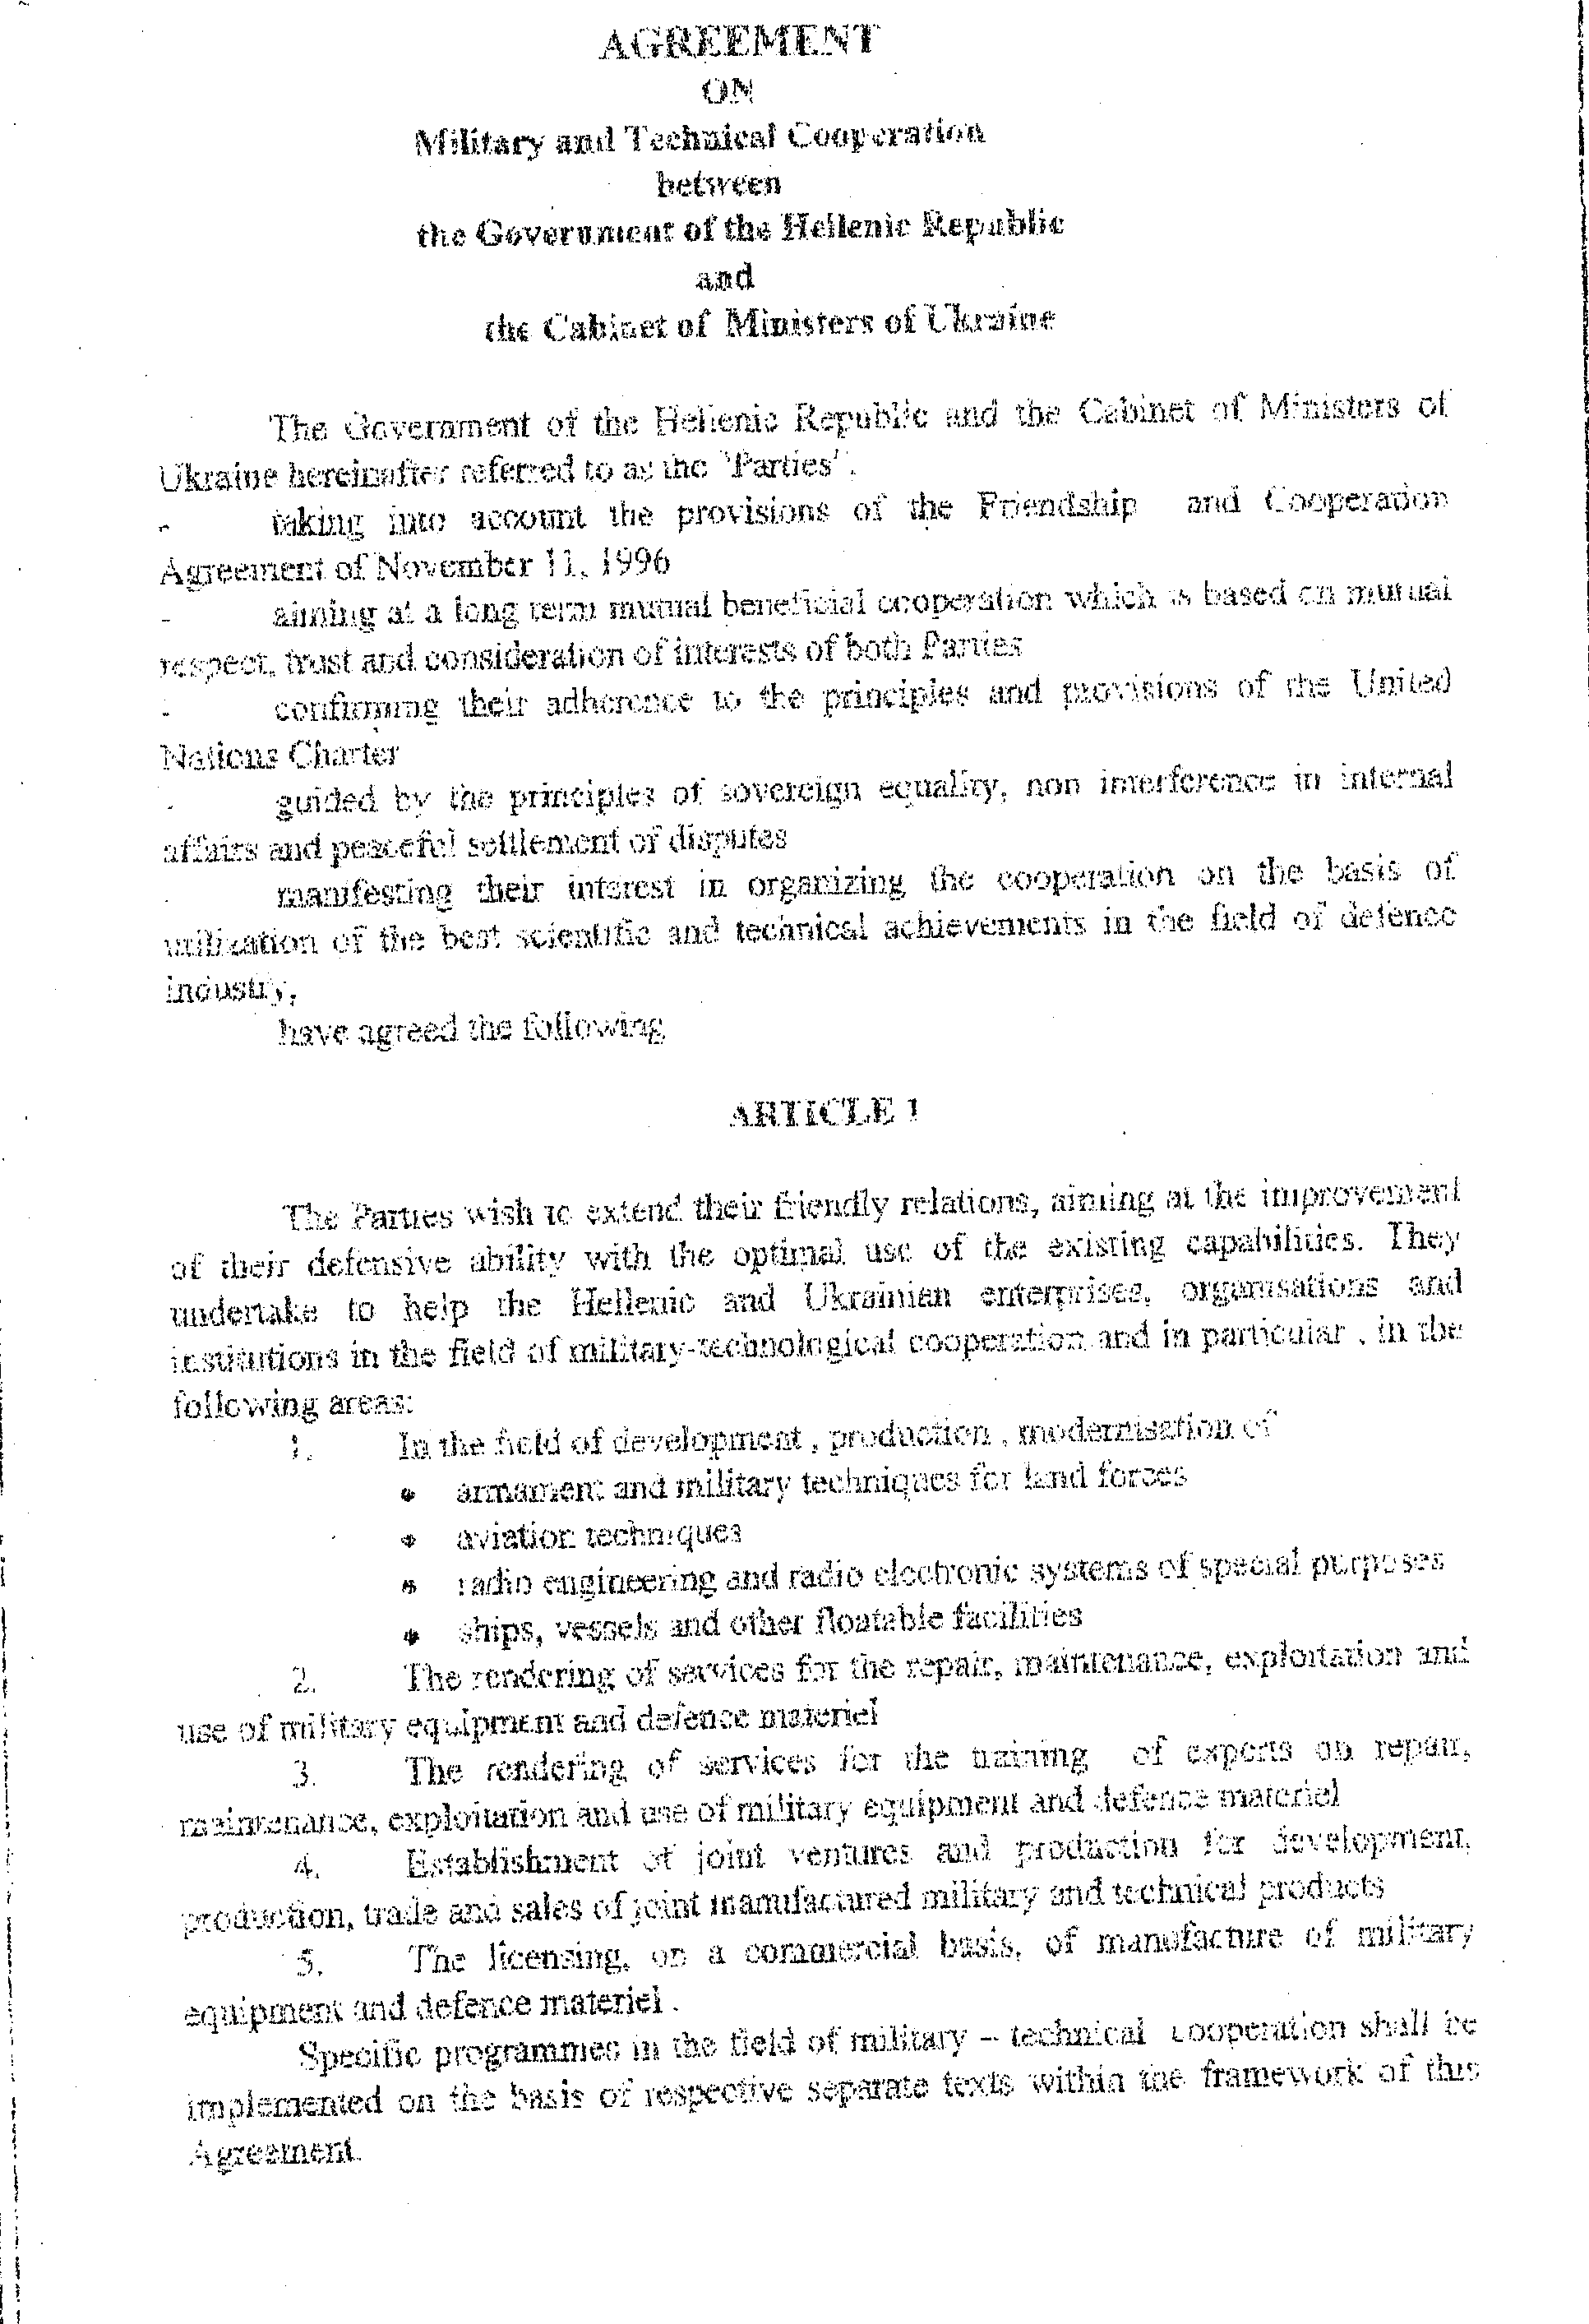 AGREEMENT
ON
Military and Technical Cooperation
between
the Government of the Hellenic Republic
and
the Cabinet of Ministers of Ukraine
The Government of the Hellenic Republic and the Cabinet of Ministers of
Ukraine hereinafter referred to as the "Parties",
- taking into account the provisions of the Friendship and Cooperation
Agreement of November 11, 1996
- aiming at a long term mutual beneficial cooperation which is based on mutual
respect, trust and consideration of interests of both Parties
- confirming their adherence to the principles and provisions of the United
Nations Charter
- guided by the principles of sovereign equality, non interference in internal
affairs and peaceful settlement of disputes
- manifesting their interest in organizing the cooperation on the basis of
utilization of the best scientific and technical achievements in the field of defence
industry,
have agreed the following
ARTICLE 1
The Parties wish to extend their friendly relations, aiming at the improvement
of their defensive ability with the optimal use of the existing capabilities. They
undertake to help the Hellenic and Ukrainian enterprises, organisations and
institutions in the field of military-technological cooperation and in particular , in the
following areas:
1. In the field of development , production , modernisation of
• armament and military techniques for land forces
• aviation techniques
• radio engineering and radio electronic systems of special purposes
• ships, vessels and other floatable facilities
2. The rendering of services for the repair, maintenance, exploitation and
use of military equipment and defence materiel
3. The rendering of services for the training of experts on repair,
maintenance, exploitation and use of military equipment and defence materiel
4. Establishment of joint ventures and production for development,
production, trade and sales of joint manufactured military and technical products
5. The licensing, on a commercial basis, of manufacture of military
equipment and defence materiel .
Specific programmes in the field of military – technical cooperation shall be
implemented on the basis of respective separate texts within the framework of this
Agreement.